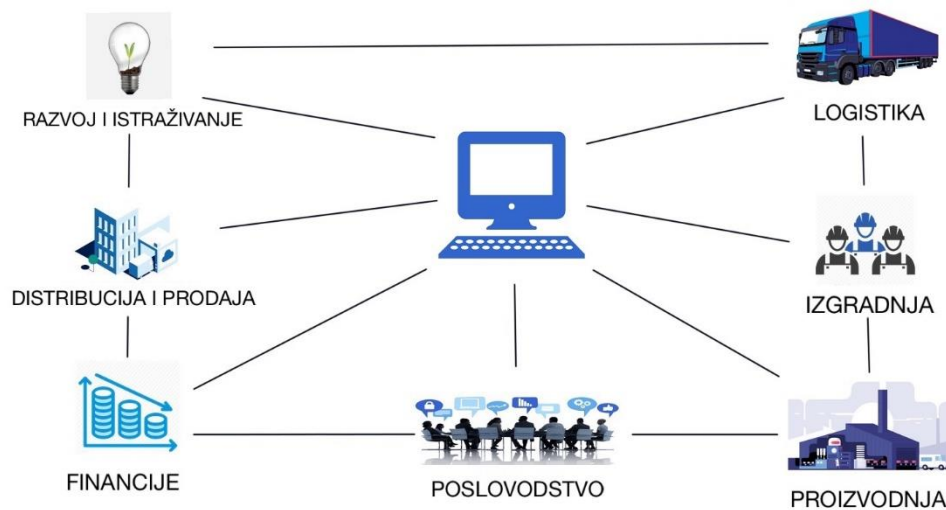 RAZVOJ I ISTRAŽIVANJE
LOGISTIKA
DISTRIBUCIJA I PRODAJA
IZGRADNJA
FINANCIJE
POSLOVODSTVO
PROIZVODNJA